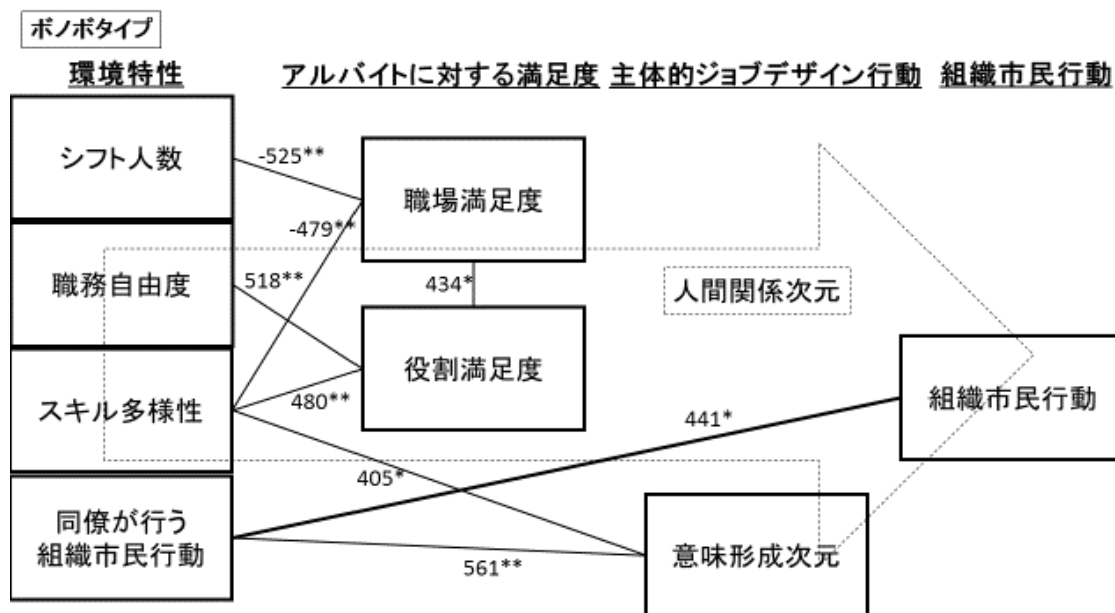 ボノボタイプ
環境特性
アルバイトに対する満足度
主体的ジョブデザイン行動
組織市民行動
シフト人数
-525**
職場満足度
-479**
職務自由度
518**
434*
人間関係次元
役割満足度
組織市民行動
スキル多様性
480**
441*
405*
同僚が行う
組織市民行動
561**
意味形成次元